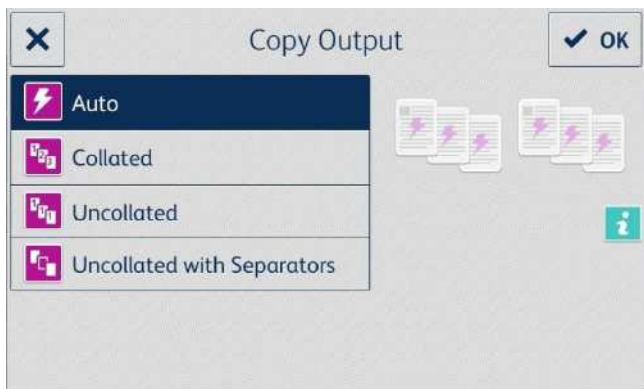 Copy Output
OK
Auto
Collated
Uncollated
Uncollated with Separators